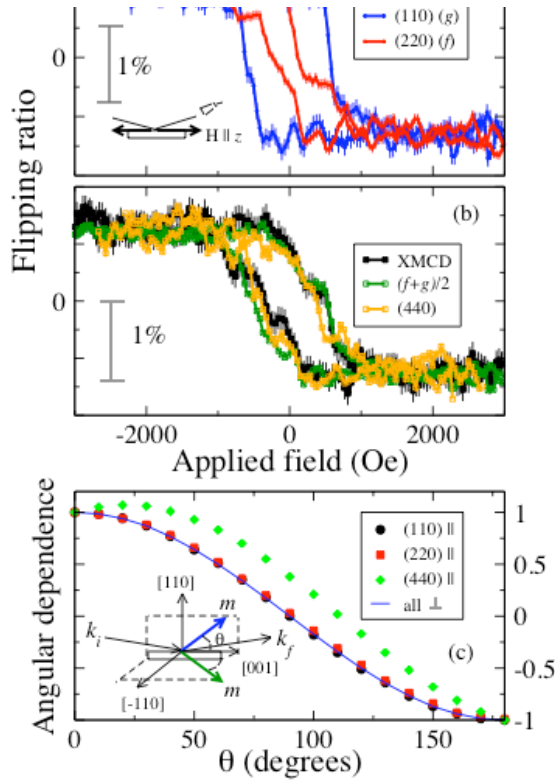 (110) (g)
(220) (f)
0
1%
H || z
Flipping ratio
(b)
XMCD
(f+g)/2
(440)
0
1%
-2000
0
2000
Applied field (Oe)
Angular dependence
(110) ||
(220) ||
(440) ||
all ⊥
1
0.5
0
-0.5
-1
[110]
m
θ
k_i
k_f
[001]
[-110]
m
(c)
0
50
100
150
θ (degrees)